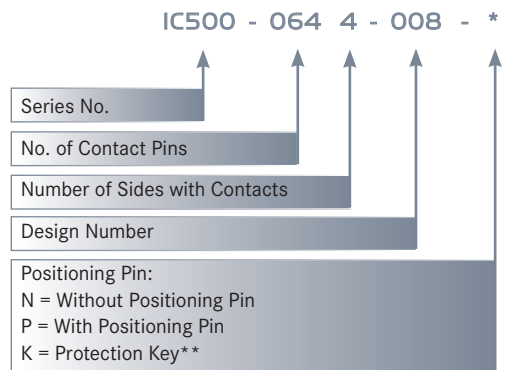 IC500 - 064 4 - 008 - *
Series No.
No. of Contact Pins
Number of Sides with Contacts
Design Number
Positioning Pin:
N = Without Positioning Pin
P = With Positioning Pin
K = Protection Key**